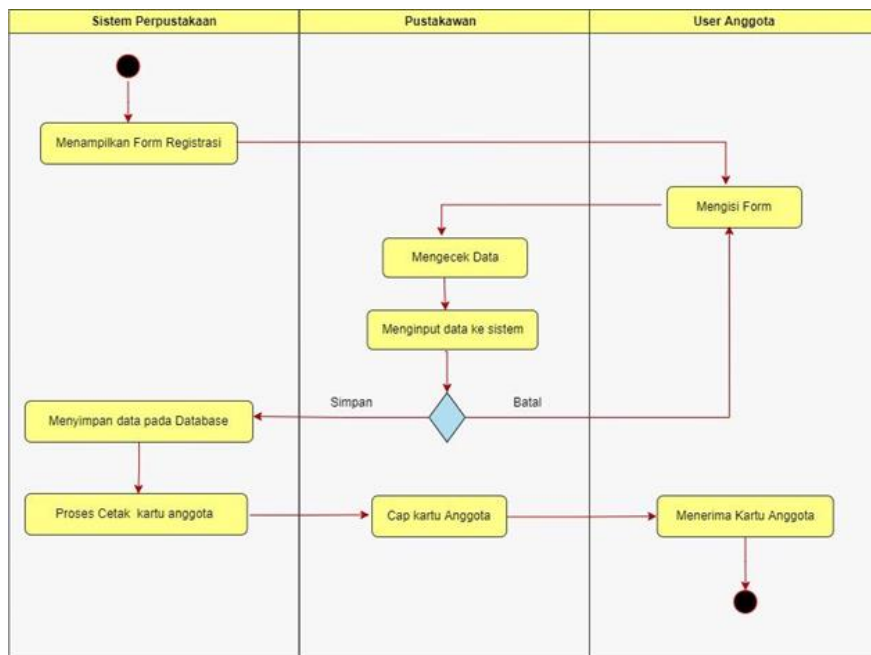 Sistem Perpustakaan
Pustakawan
User Anggota
Menampilkan Form Registrasi
Mengisi Form
Mengecek Data
Menginput data ke sistem
Simpan
Batal
Menyimpan data pada Database
Proses Cetak kartu anggota
Cap kartu Anggota
Menerima Kartu Anggota